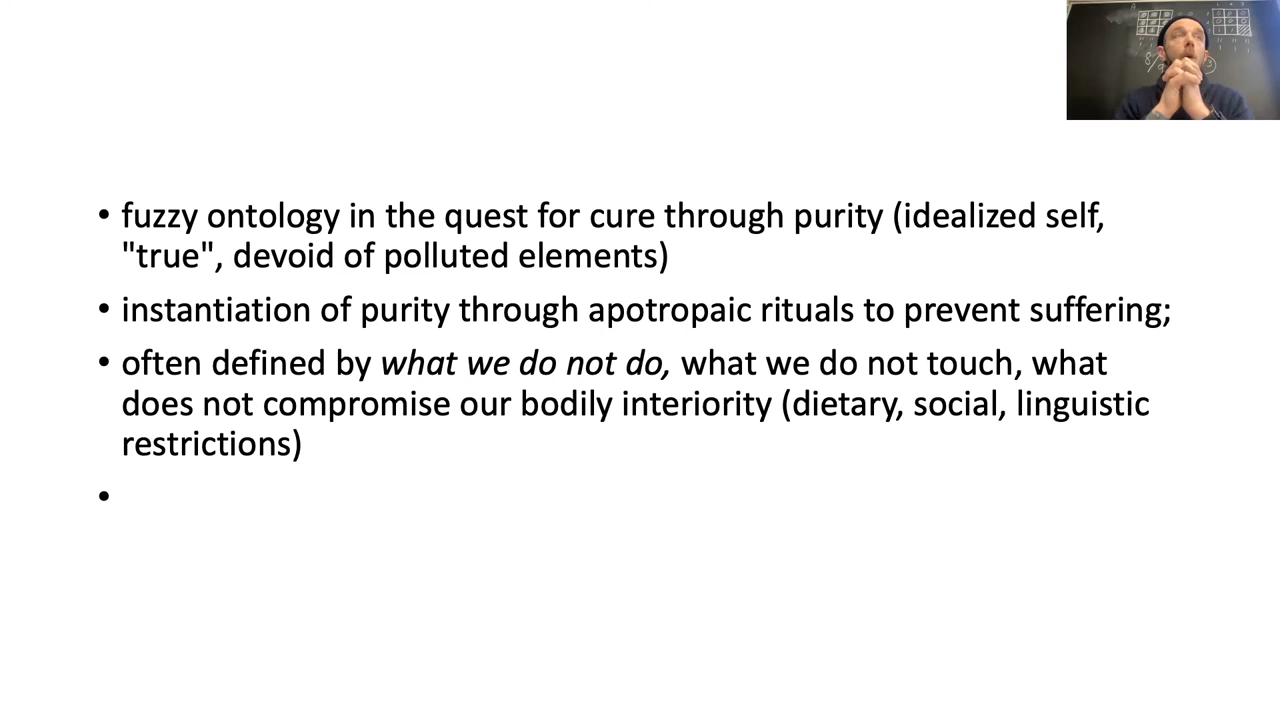 • fuzzy ontology in the quest for cure through purity (idealized self,
"true", devoid of polluted elements)
• instantiation of purity through apotropaic rituals to prevent suffering;
• often defined by what we do not do, what we do not touch, what
does not compromise our bodily interiority (dietary, social, linguistic
restrictions)
•